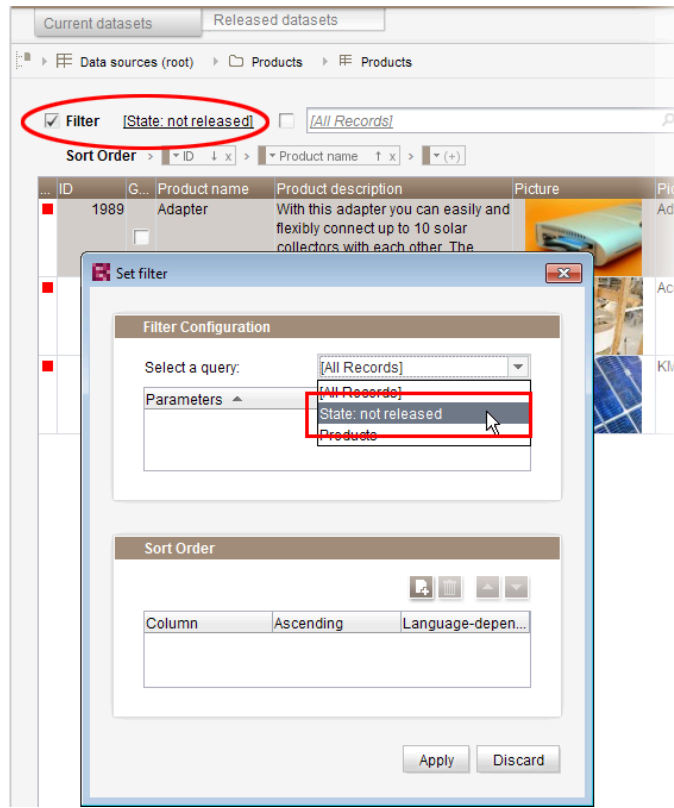 Current datasets Released datasets
Data sources (root) Products Products
Filter [State: not released] [All Records]
Sort Order > ID ↓ x > Product name ↑ x > (+)
... ID G... Product name Product description Picture
1989 Adapter With this adapter you can easily and
flexibly connect up to 10 solar
collectors with each other. The
Set filter
Filter Configuration
Select a query: [All Records]
[All Records]
Parameters
State: not released
Products
Sort Order
Column Ascending Language-depen...
Apply Discard